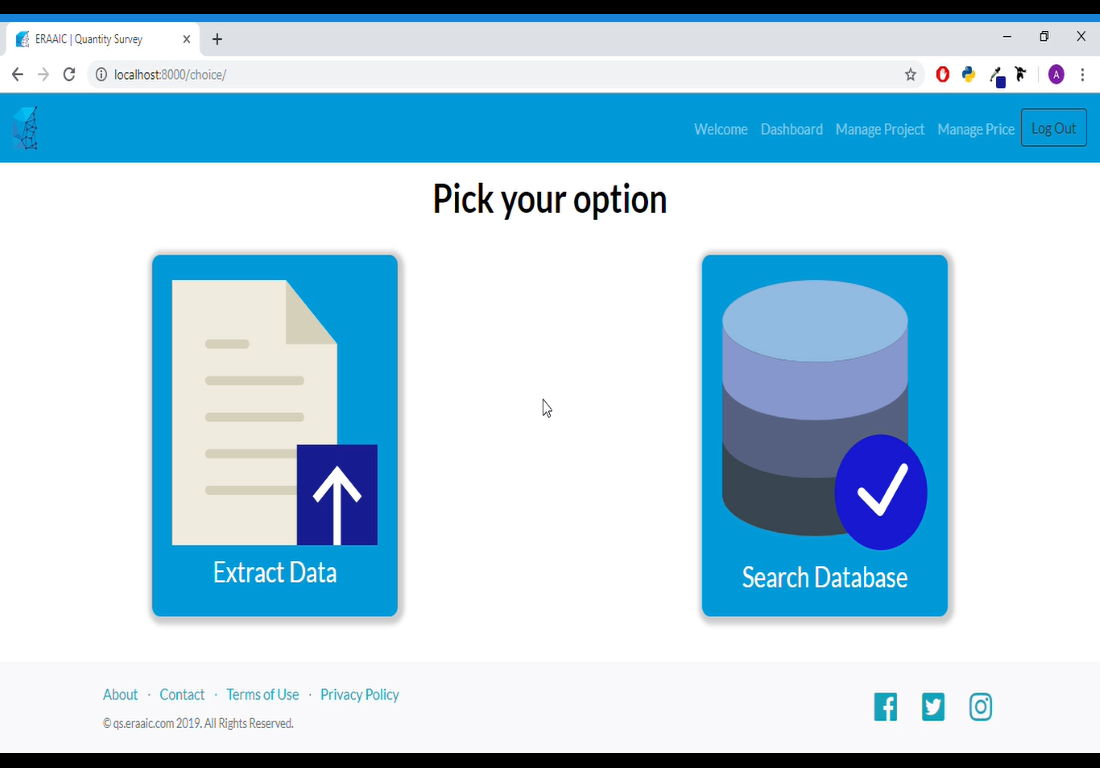 ERAAIC | Quantity Survey
localhost:8000/choice/
A
Welcome Dashboard Manage Project Manage Price Log Out
Pick your option
Extract Data
Search Database
About · Contact · Terms of Use · Privacy Policy
© qs.eraaic.com 2019. All Rights Reserved.